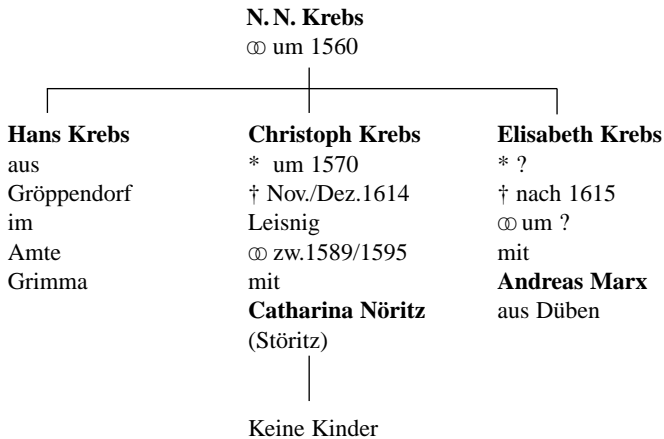 N. N. Krebs
⚭ um 1560
Hans Krebs
aus
Gröppendorf
im
Amte
Grimma
Christoph Krebs
* um 1570
† Nov./Dez.1614
Leisnig
⚭ zw.1589/1595
mit
Catharina Nöritz
(Störitz)
Elisabeth Krebs
* ?
† nach 1615
⚭ um ?
mit
Andreas Marx
aus Düben
Keine Kinder